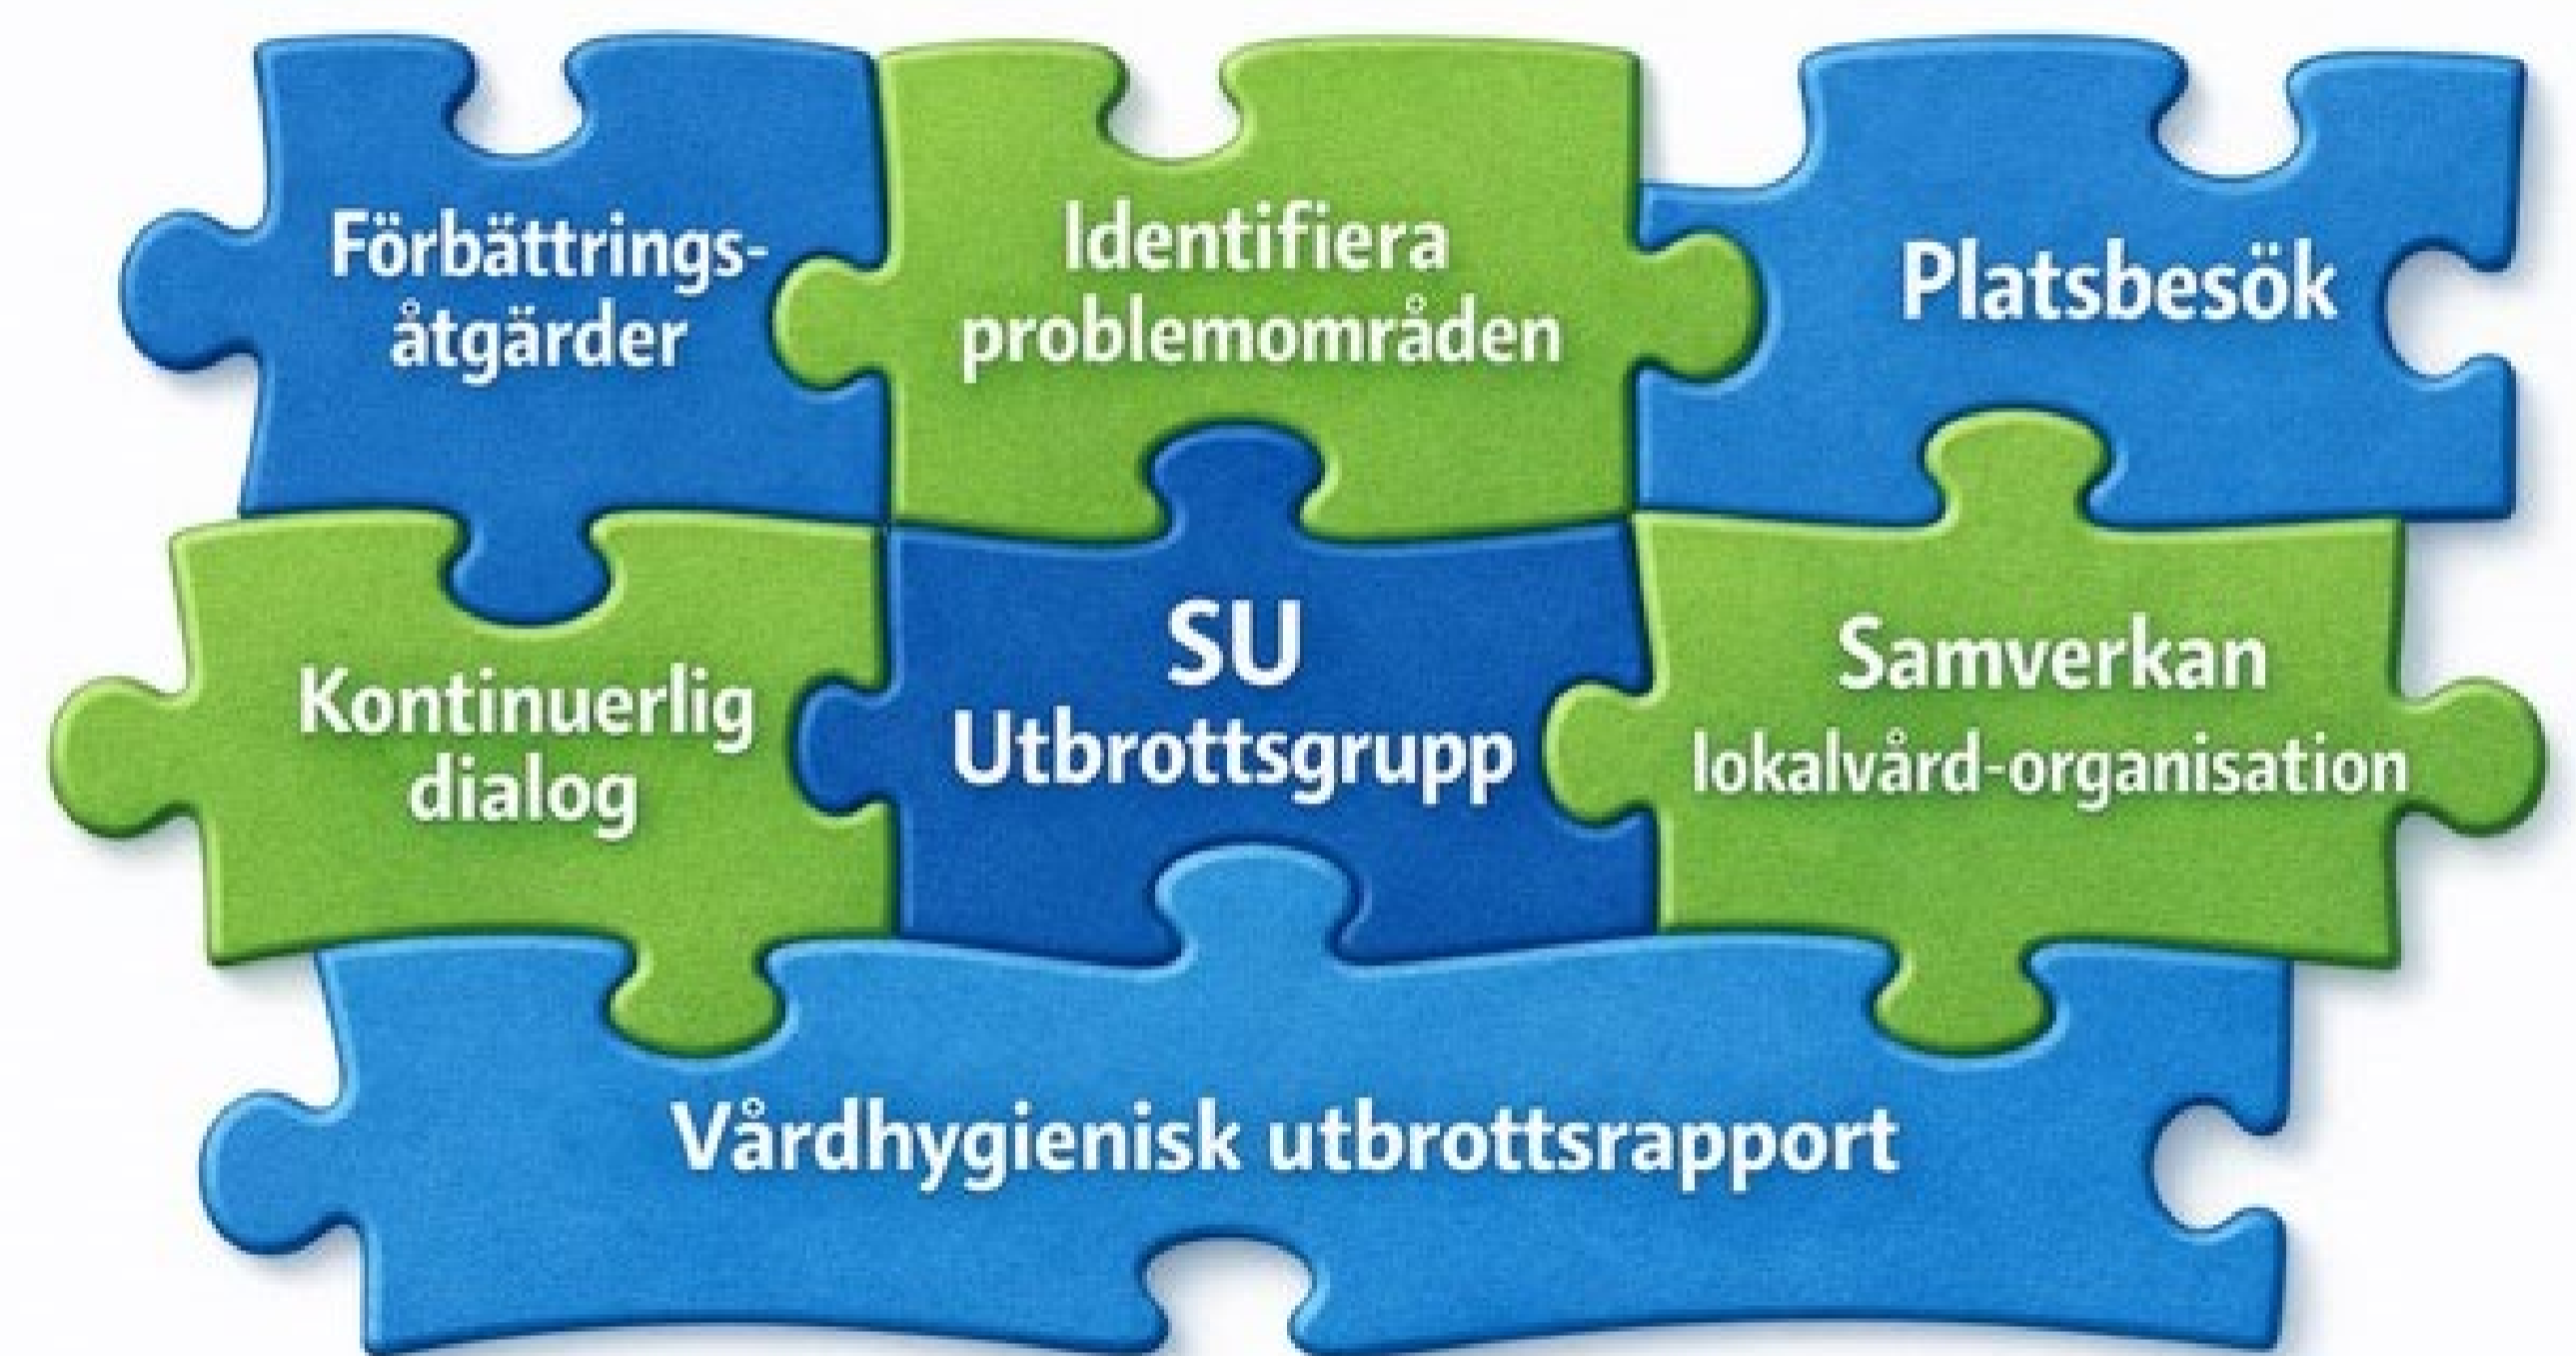 Förbättrings-
åtgärder
Identifiera
problemområden
Platsbesök
Kontinuerlig
dialog
SU
Utbrottsgrupp
Samverkan
lokalvård-organisation
Vårdhygienisk utbrottsrapport